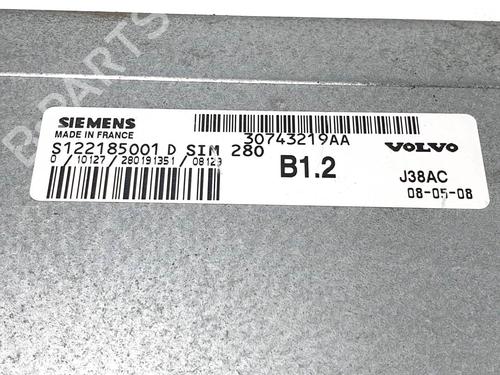 B-PARTS
SIEMENS
MADE IN FRANCE
30743219AA
VOLVO
S122185001 D SIM 280
0 / 10127 / 280191351 / 08129
B1.2
J38AC
08-05-08